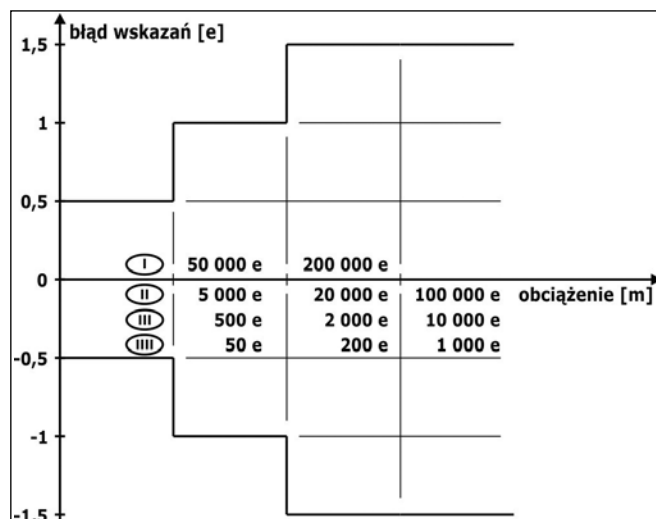 błąd wskazań [e]
1,5
1
0,5
I 50 000 e 200 000 e
0
II 5 000 e 20 000 e 100 000 e obciążenie [m]
III 500 e 2 000 e 10 000 e
IIII 50 e 200 e 1 000 e
-0,5
-1
-1,5